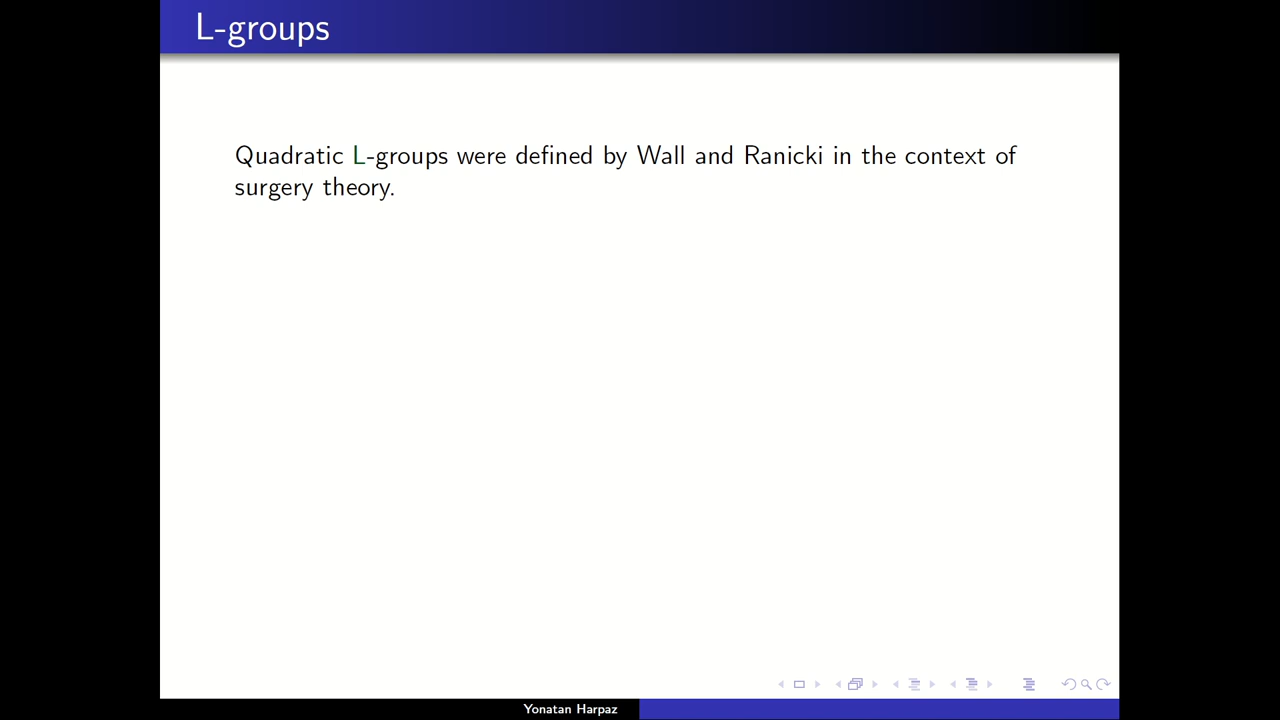 L-groups
Quadratic L-groups were defined by Wall and Ranicki in the context of
surgery theory.
Yonatan Harpaz